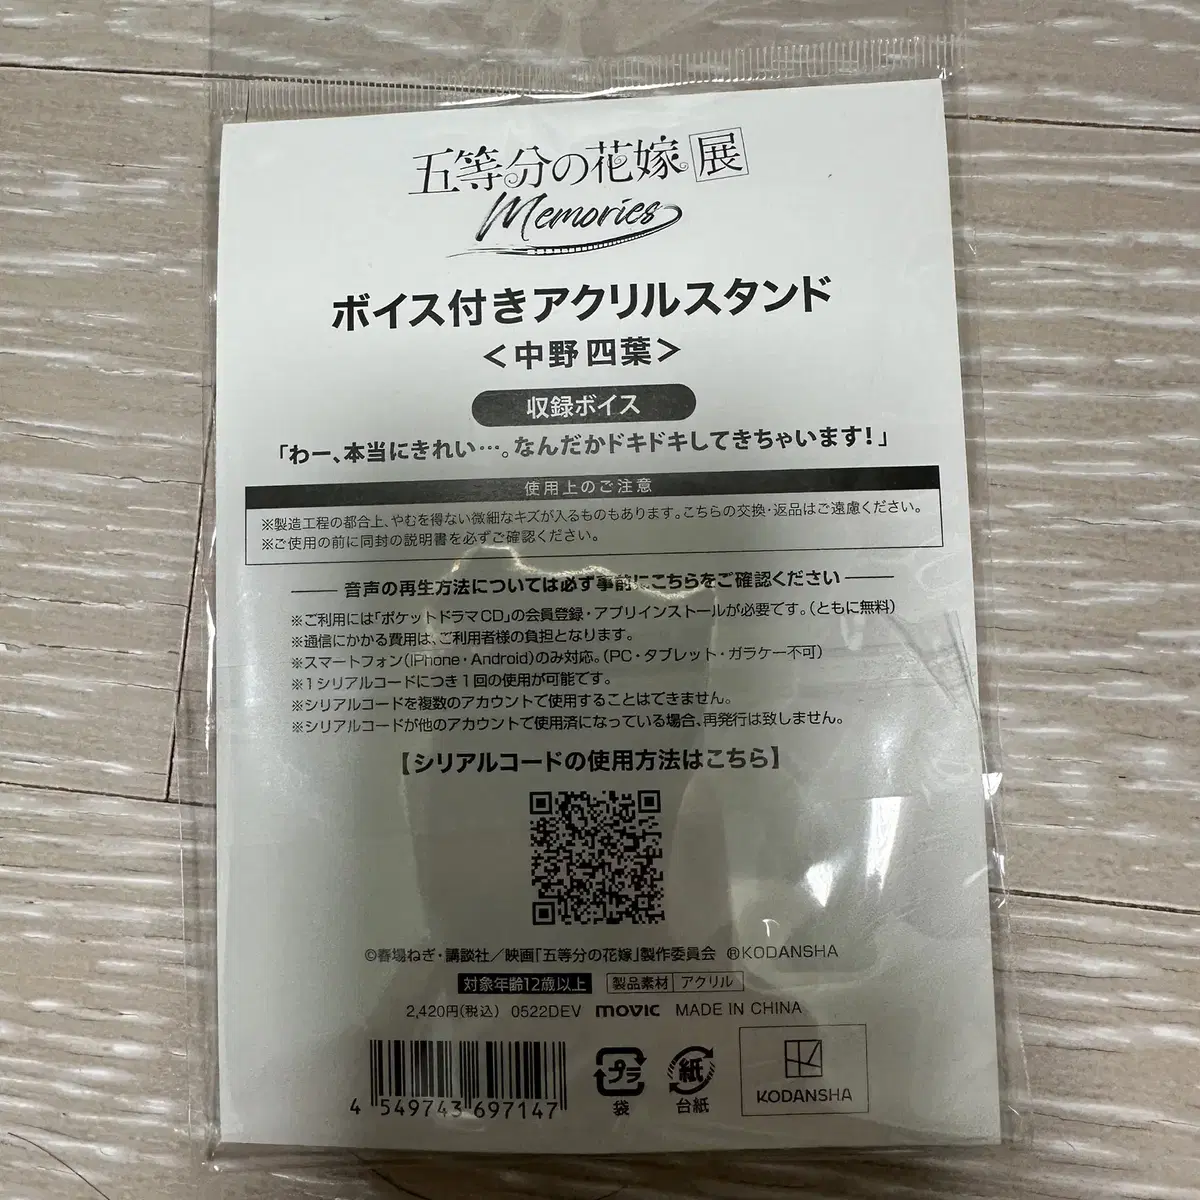 五等分の花嫁 展
Memories
ボイス付きアクリルスタンド
＜中野 四葉＞
収録ボイス
「わー、本当にきれい…。なんだかドキドキしてきちゃいます！」
使用上のご注意
※製造工程の都合上、やむを得ない微細なキズが入るものもあります。こちらの交換・返品はご遠慮ください。
※ご使用の前に同封の説明書を必ずご確認ください。
音声の再生方法については必ず事前にこちらをご確認ください
※ご利用には「ポケットドラマCD」の会員登録・アプリインストールが必要です。(ともに無料)
※通信にかかる費用は、ご利用者様の負担となります。
※スマートフォン(iPhone・Android)のみ対応。(PC・タブレット・ガラケー不可)
※1シリアルコードにつき1回の使用が可能です。
※シリアルコードを複数のアカウントで使用することはできません。
※シリアルコードが他のアカウントで使用済になっている場合、再発行は致しません。
【シリアルコードの使用方法はこちら】
©春場ねぎ・講談社／映画「五等分の花嫁」製作委員会 ®KODANSHA
対象年齢12歳以上 製品素材 アクリル
2,420円(税込) 0522DEV movic MADE IN CHINA
4 549743 697147
プラ 袋
紙 台紙
KODANSHA